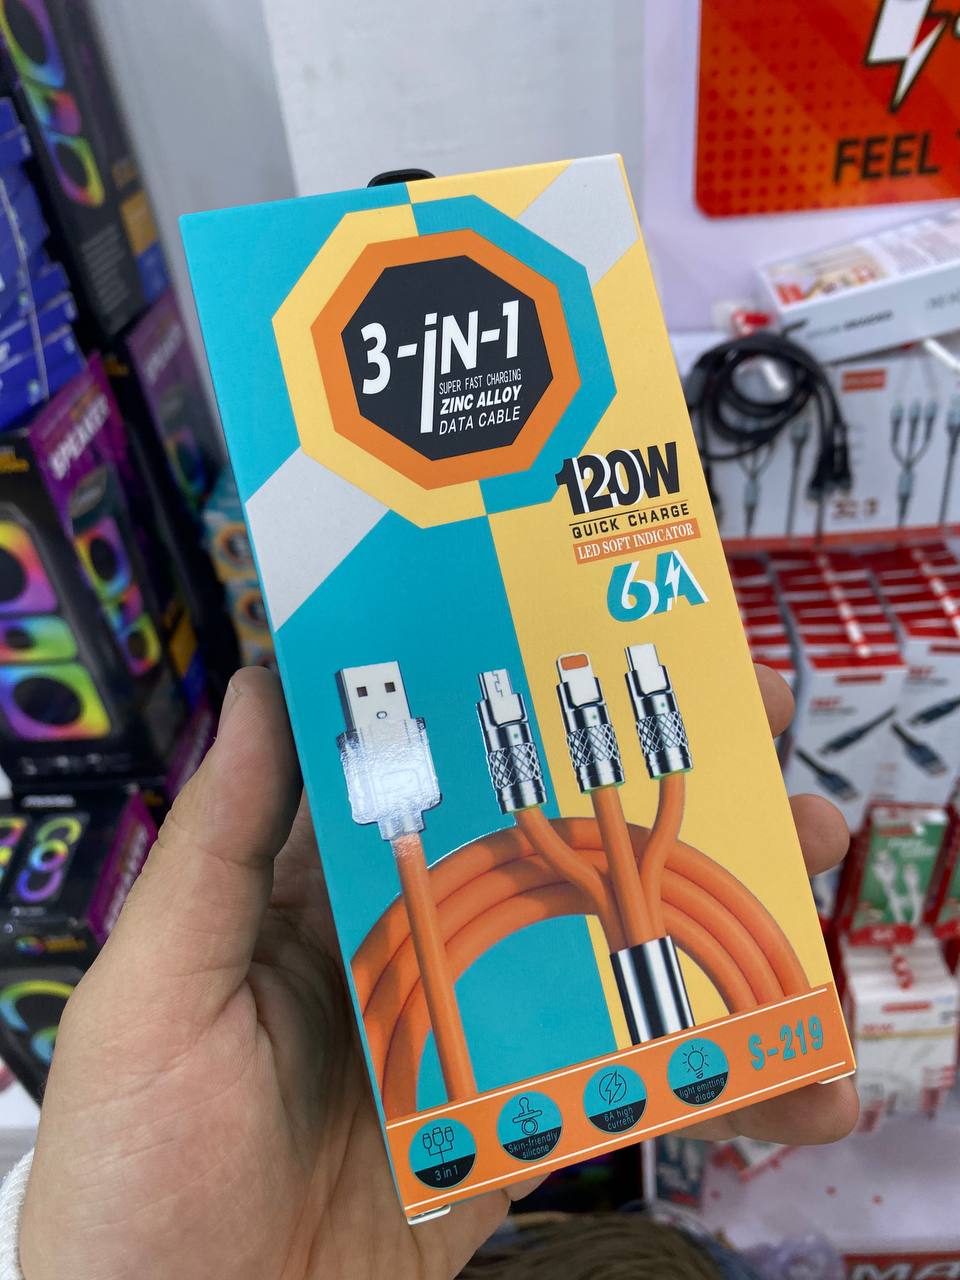 FEEL
3-iN-1
SUPER FAST CHARGING
ZINC ALLOY
DATA CABLE
120W
QUICK CHARGE
LED SOFT INDICATOR
6A
S-219
3 in 1
Skin-friendly
silicone
6A high
current
light emitting
diode
SPEAKER